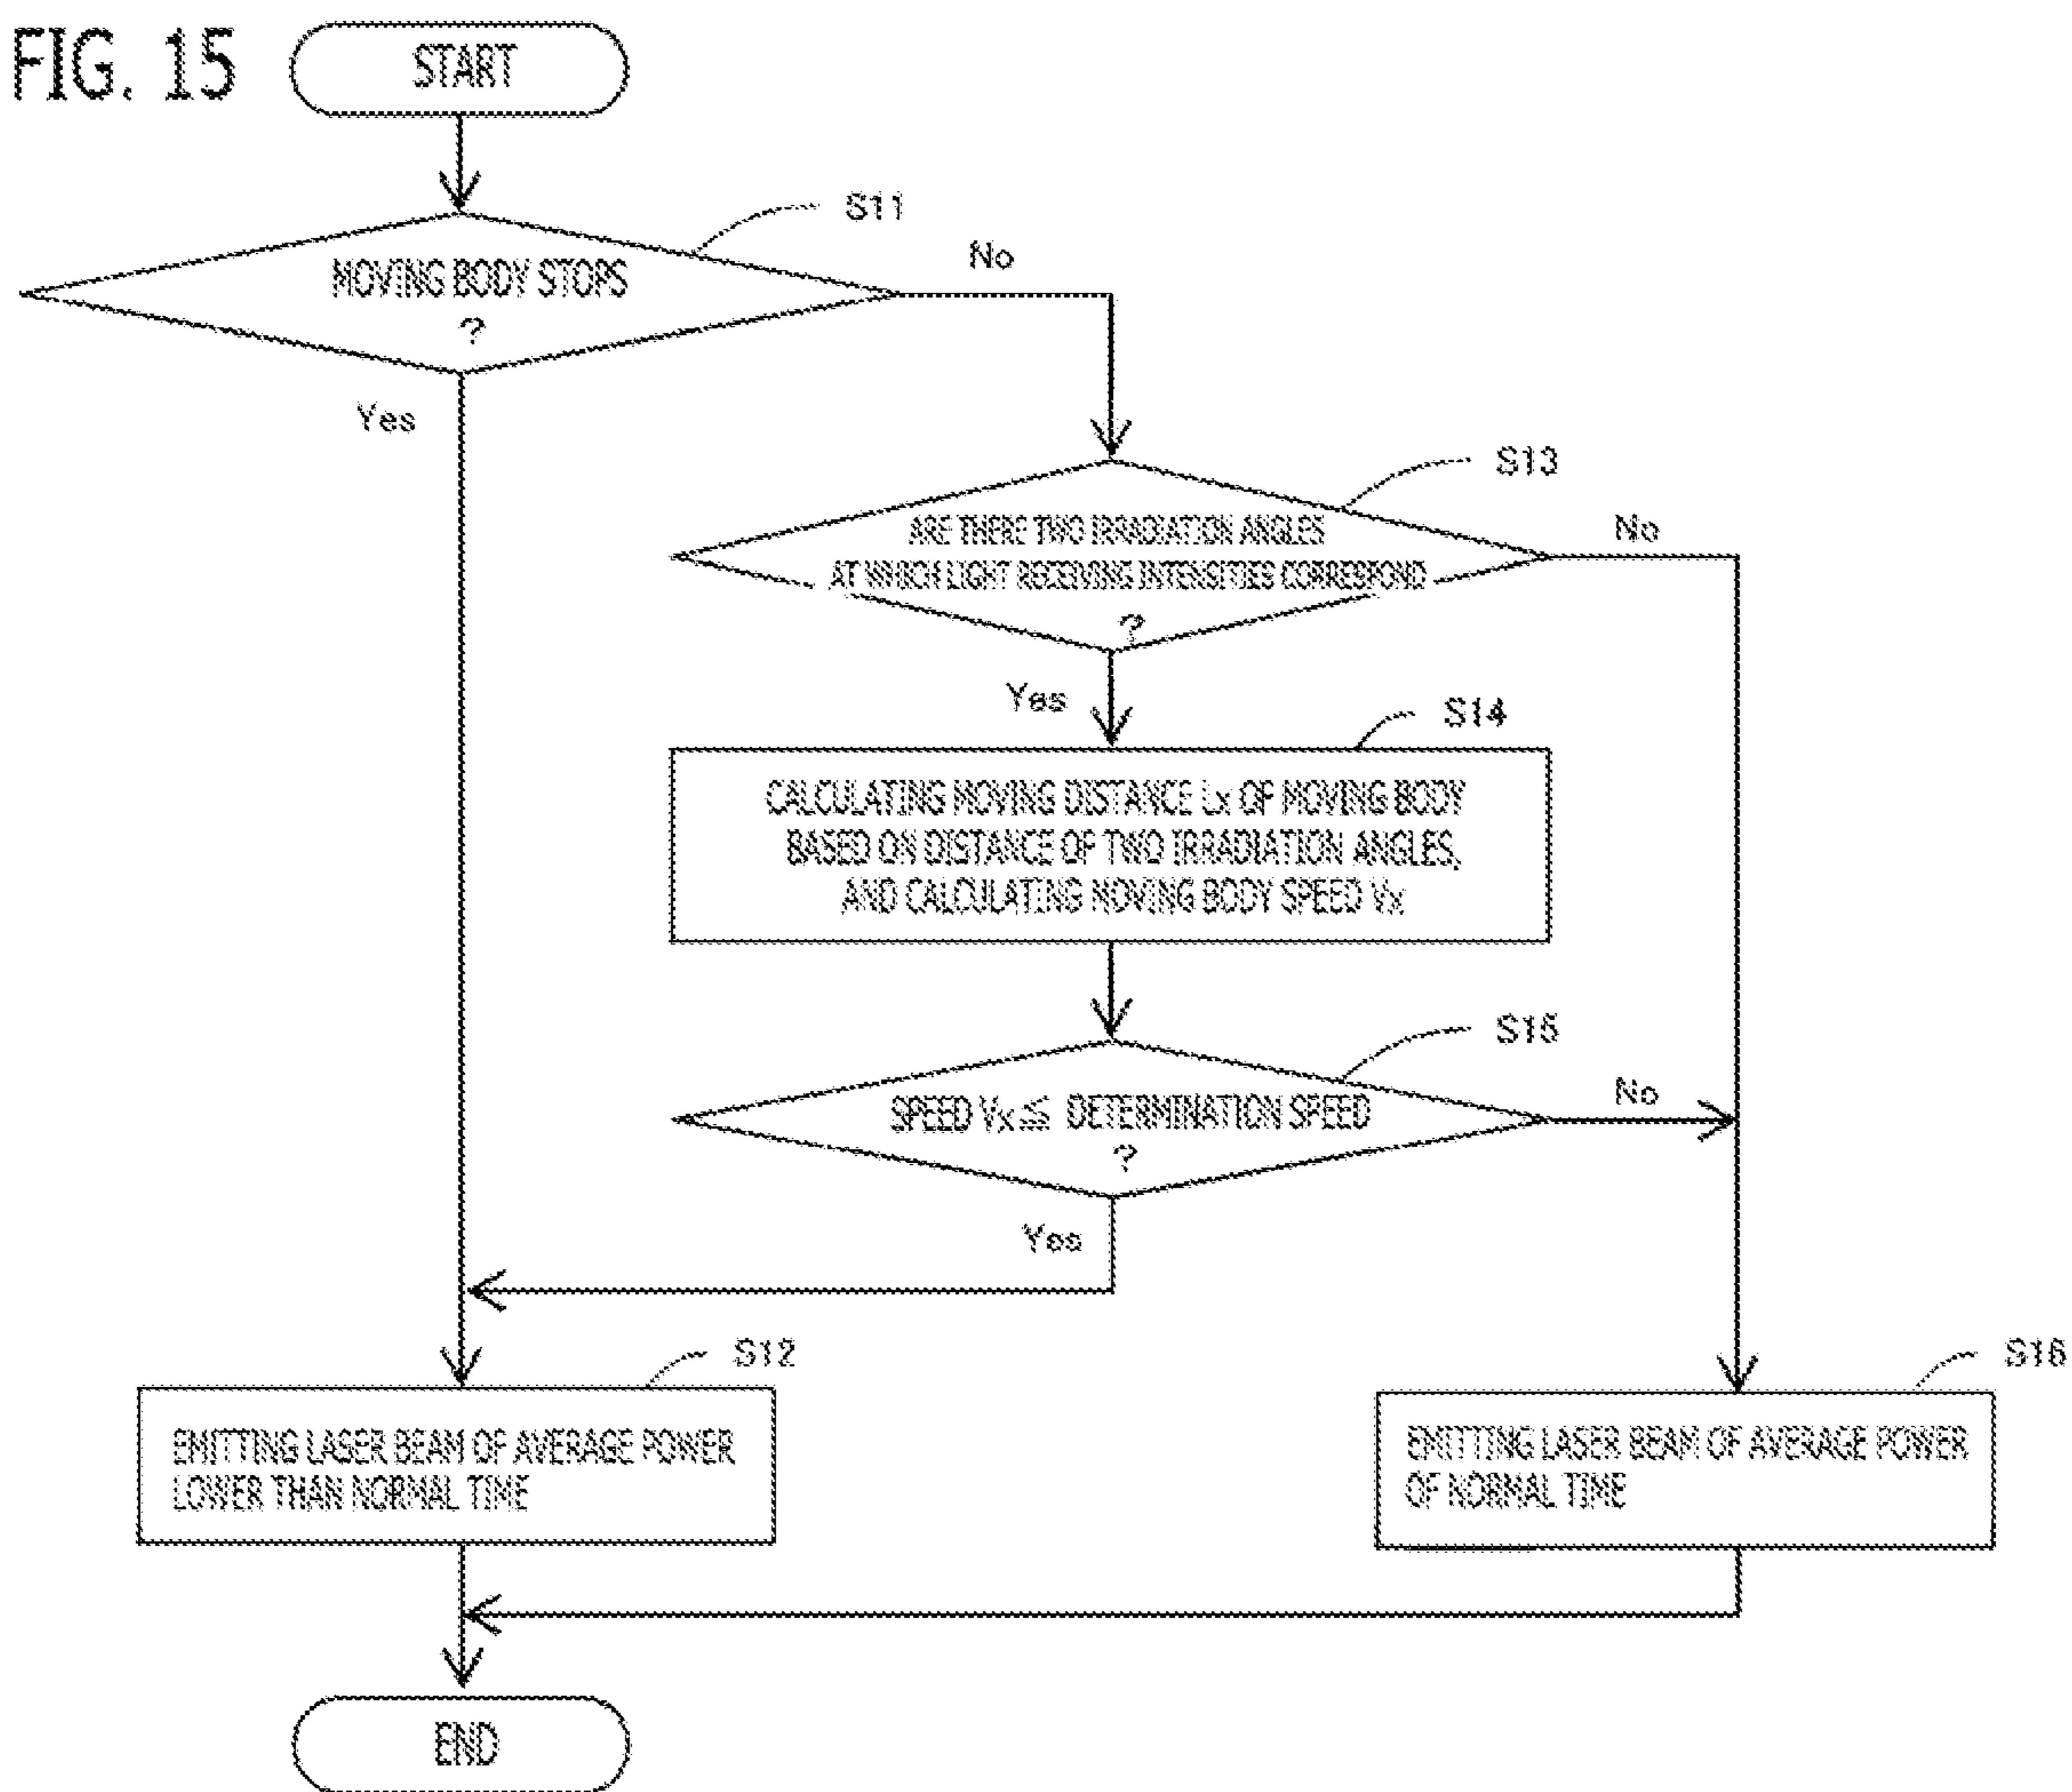 FIG. 15
START
S11
MOVING BODY STOPS
?
No
Yes
S13
ARE THERE TWO IRRADIATION ANGLES
AT WHICH LIGHT RECEIVING INTENSITIES CORRESPOND
?
No
Yes
S14
CALCULATING MOVING DISTANCE Lx OF MOVING BODY
BASED ON DISTANCE OF TWO IRRADIATION ANGLES,
AND CALCULATING MOVING BODY SPEED Vx
S15
SPEED Vx ≦ DETERMINATION SPEED
?
No
Yes
S12
EMITTING LASER BEAM OF AVERAGE POWER
LOWER THAN NORMAL TIME
S16
EMITTING LASER BEAM OF AVERAGE POWER
OF NORMAL TIME
END